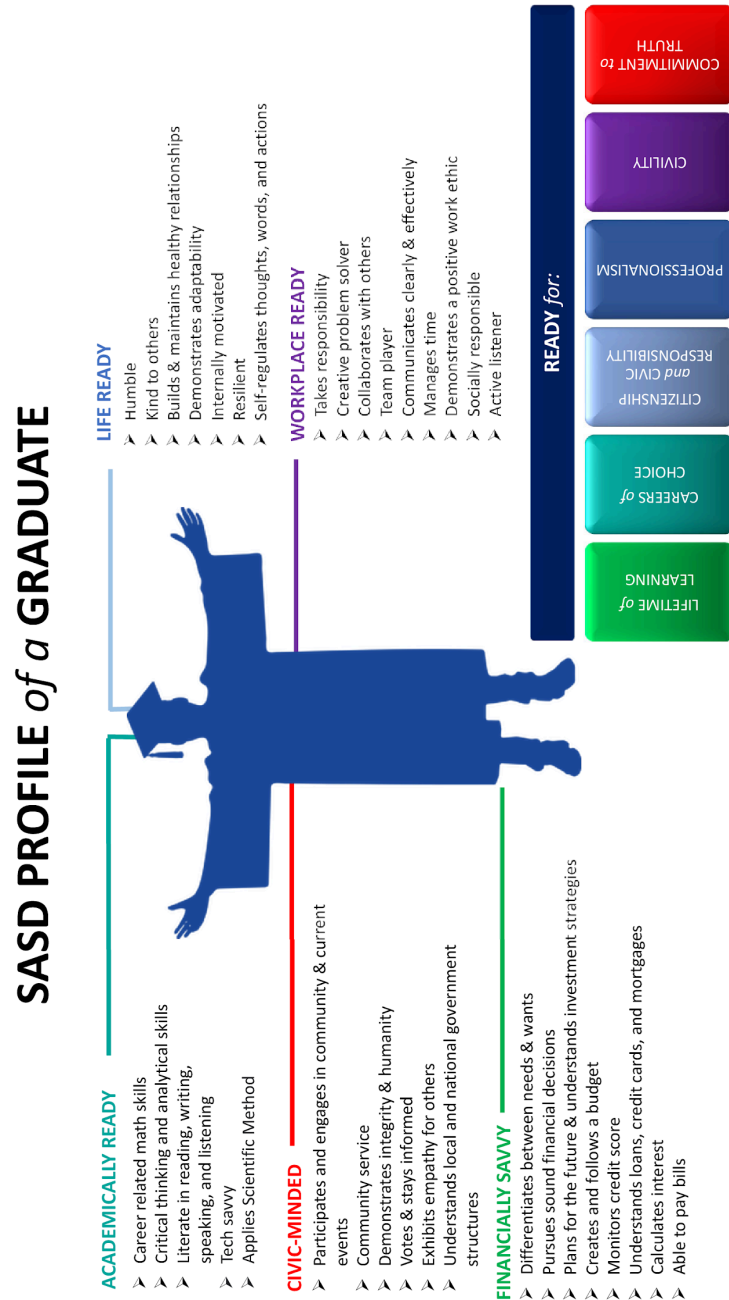 SASD PROFILE of a GRADUATE
ACADEMICALLY READY
➢ Career related math skills
➢ Critical thinking and analytical skills
➢ Literate in reading, writing,
speaking, and listening
➢ Tech savvy
➢ Applies Scientific Method
CIVIC-MINDED
➢ Participates and engages in community & current
events
➢ Community service
➢ Demonstrates integrity & humanity
➢ Votes & stays informed
➢ Exhibits empathy for others
➢ Understands local and national government
structures
FINANCIALLY SAVVY
➢ Differentiates between needs & wants
➢ Pursues sound financial decisions
➢ Plans for the future & understands investment strategies
➢ Creates and follows a budget
➢ Monitors credit score
➢ Understands loans, credit cards, and mortgages
➢ Calculates interest
➢ Able to pay bills
LIFE READY
➢ Humble
➢ Kind to others
➢ Builds & maintains healthy relationships
➢ Demonstrates adaptability
➢ Internally motivated
➢ Resilient
➢ Self-regulates thoughts, words, and actions
WORKPLACE READY
➢ Takes responsibility
➢ Creative problem solver
➢ Collaborates with others
➢ Team player
➢ Communicates clearly & effectively
➢ Manages time
➢ Demonstrates a positive work ethic
➢ Socially responsible
➢ Active listener
READY for:
LIFETIME of
LEARNING
CAREERS of
CHOICE
CITIZENSHIP
and CIVIC
RESPONSIBILITY
PROFESSIONALISM
CIVILITY
COMMITMENT to
TRUTH